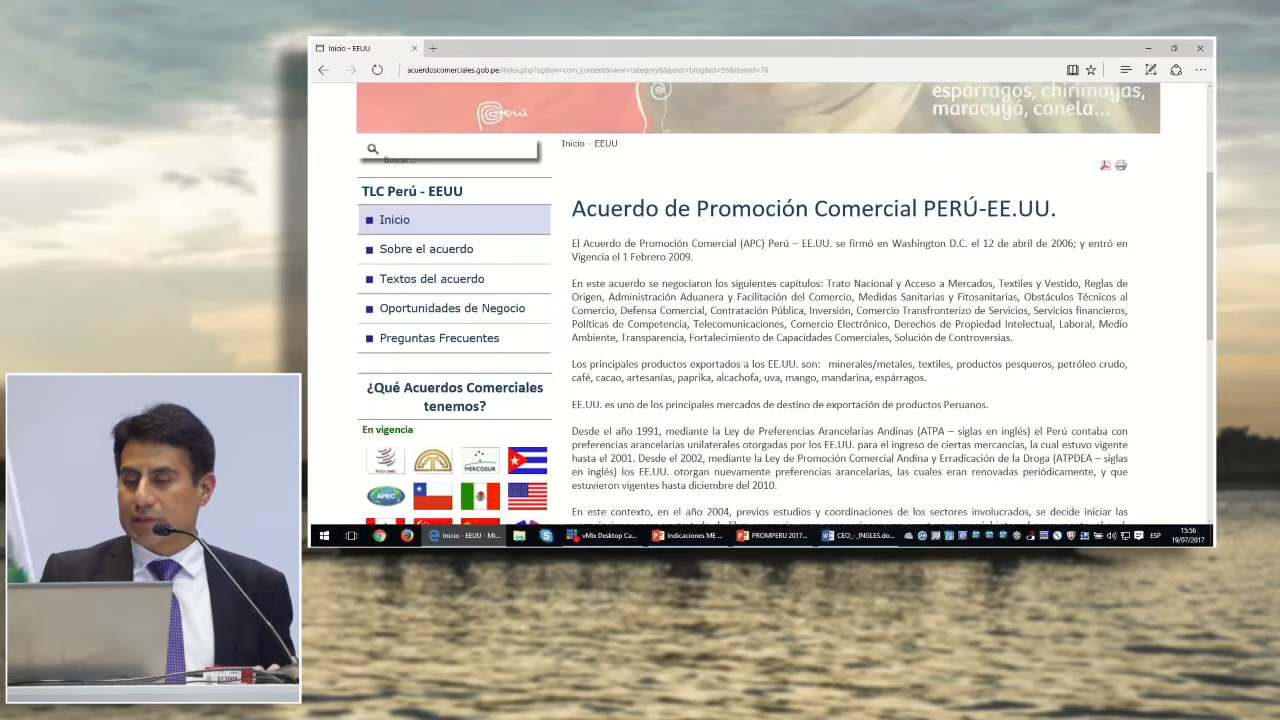 Inicio - EEUU
acuerdoscomerciales.gob.pe/index.php?option=com_content&view=category&layout=blog&id=55&Itemid=78
espárragos, chirimoyas,
maracuyá, canela...
Perú
Buscar...
Inicio - EEUU
TLC Perú - EEUU
Inicio
Sobre el acuerdo
Textos del acuerdo
Oportunidades de Negocio
Preguntas Frecuentes
¿Qué Acuerdos Comerciales
tenemos?
En vigencia
MERCOSUR
APEC
Acuerdo de Promoción Comercial PERÚ-EE.UU.
El Acuerdo de Promoción Comercial (APC) Perú – EE.UU. se firmó en Washington D.C. el 12 de abril de 2006; y entró en
Vigencia el 1 Febrero 2009.
En este acuerdo se negociaron los siguientes capítulos: Trato Nacional y Acceso a Mercados, Textiles y Vestido, Reglas de
Origen, Administración Aduanera y Facilitación del Comercio, Medidas Sanitarias y Fitosanitarias, Obstáculos Técnicos al
Comercio, Defensa Comercial, Contratación Pública, Inversión, Comercio Transfronterizo de Servicios, Servicios financieros,
Políticas de Competencia, Telecomunicaciones, Comercio Electrónico, Derechos de Propiedad Intelectual, Laboral, Medio
Ambiente, Transparencia, Fortalecimiento de Capacidades Comerciales, Solución de Controversias.
Los principales productos exportados a los EE.UU. son: minerales/metales, textiles, productos pesqueros, petróleo crudo,
café, cacao, artesanías, paprika, alcachofa, uva, mango, mandarina, espárragos.
EE.UU. es uno de los principales mercados de destino de exportación de productos Peruanos.
Desde el año 1991, mediante la Ley de Preferencias Arancelarias Andinas (ATPA – siglas en inglés) el Perú contaba con
preferencias arancelarias unilaterales otorgadas por los EE.UU. para el ingreso de ciertas mercancías, la cual estuvo vigente
hasta el 2001. Desde el 2002, mediante la Ley de Promoción Comercial Andina y Erradicación de la Droga (ATPDEA – siglas
en inglés) los EE.UU. otorgan nuevamente preferencias arancelarias, las cuales eran renovadas periódicamente, y que
estuvieron vigentes hasta diciembre del 2010.
En este contexto, en el año 2004, previos estudios y coordinaciones de los sectores involucrados, se decide iniciar las
Inicio - EEUU - Mi...
vMix Desktop Ca...
Indicaciones ME ...
PROMPERU 2017...
CEO_-_INGLES.do...
ESP
15:56
19/07/2017